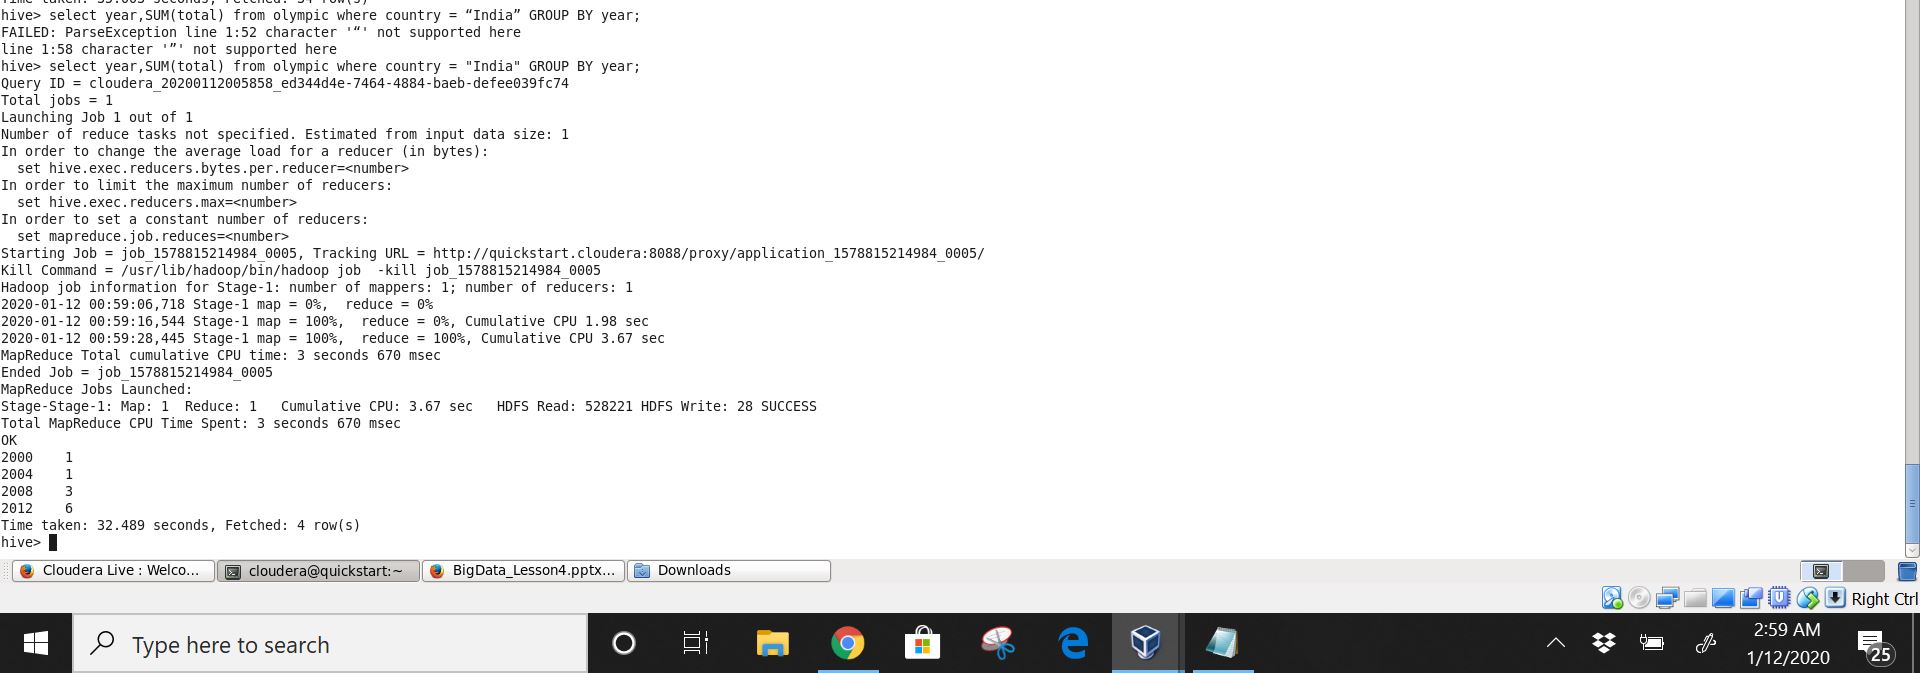 Time taken: 35.005 seconds, Fetched: 34 row(s)
hive> select year,SUM(total) from olympic where country = “India” GROUP BY year;
FAILED: ParseException line 1:52 character '“' not supported here
line 1:58 character '”' not supported here
hive> select year,SUM(total) from olympic where country = "India" GROUP BY year;
Query ID = cloudera_20200112005858_ed344d4e-7464-4884-baeb-defee039fc74
Total jobs = 1
Launching Job 1 out of 1
Number of reduce tasks not specified. Estimated from input data size: 1
In order to change the average load for a reducer (in bytes):
  set hive.exec.reducers.bytes.per.reducer=<number>
In order to limit the maximum number of reducers:
  set hive.exec.reducers.max=<number>
In order to set a constant number of reducers:
  set mapreduce.job.reduces=<number>
Starting Job = job_1578815214984_0005, Tracking URL = http://quickstart.cloudera:8088/proxy/application_1578815214984_0005/
Kill Command = /usr/lib/hadoop/bin/hadoop job  -kill job_1578815214984_0005
Hadoop job information for Stage-1: number of mappers: 1; number of reducers: 1
2020-01-12 00:59:06,718 Stage-1 map = 0%,  reduce = 0%
2020-01-12 00:59:16,544 Stage-1 map = 100%,  reduce = 0%, Cumulative CPU 1.98 sec
2020-01-12 00:59:28,445 Stage-1 map = 100%,  reduce = 100%, Cumulative CPU 3.67 sec
MapReduce Total cumulative CPU time: 3 seconds 670 msec
Ended Job = job_1578815214984_0005
MapReduce Jobs Launched:
Stage-Stage-1: Map: 1  Reduce: 1   Cumulative CPU: 3.67 sec   HDFS Read: 528221 HDFS Write: 28 SUCCESS
Total MapReduce CPU Time Spent: 3 seconds 670 msec
OK
2000    1
2004    1
2008    3
2012    6
Time taken: 32.489 seconds, Fetched: 4 row(s)
hive>
Cloudera Live : Welco... cloudera@quickstart:~ BigData_Lesson4.pptx... Downloads
Right Ctrl
Type here to search
2:59 AM
1/12/2020
25